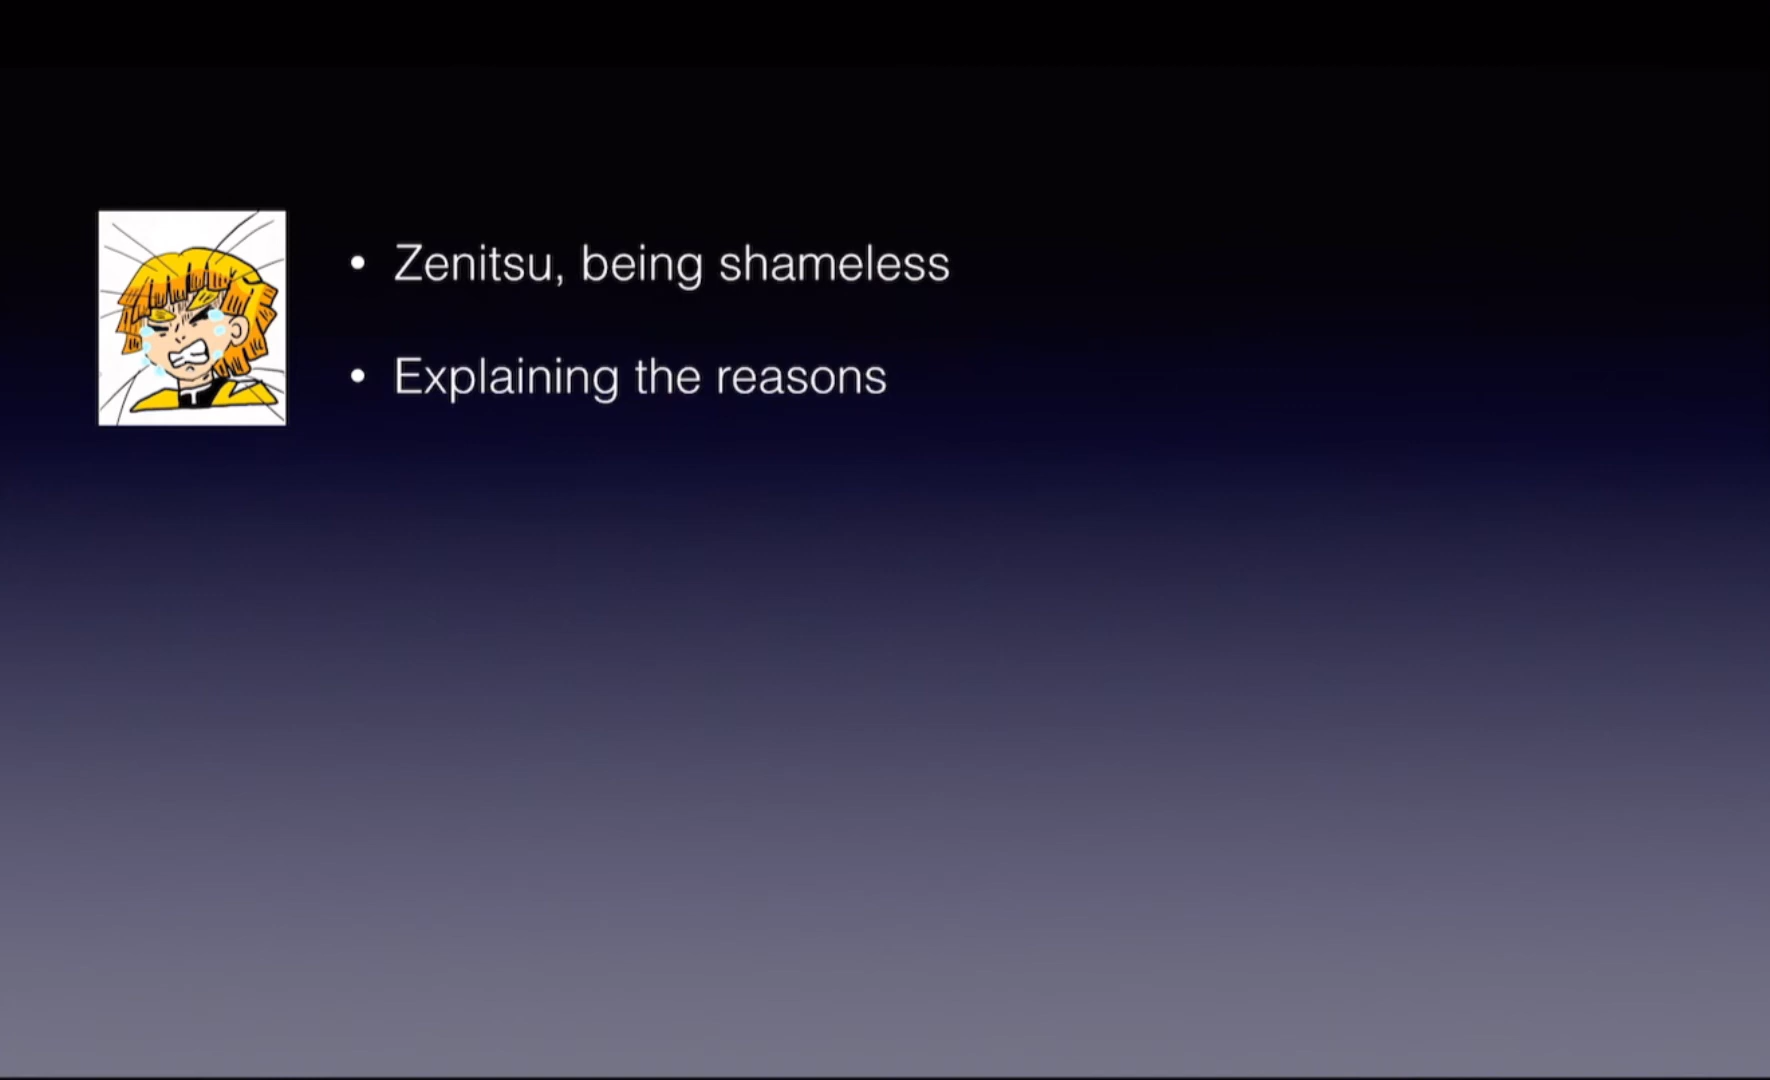 • Zenitsu, being shameless
• Explaining the reasons